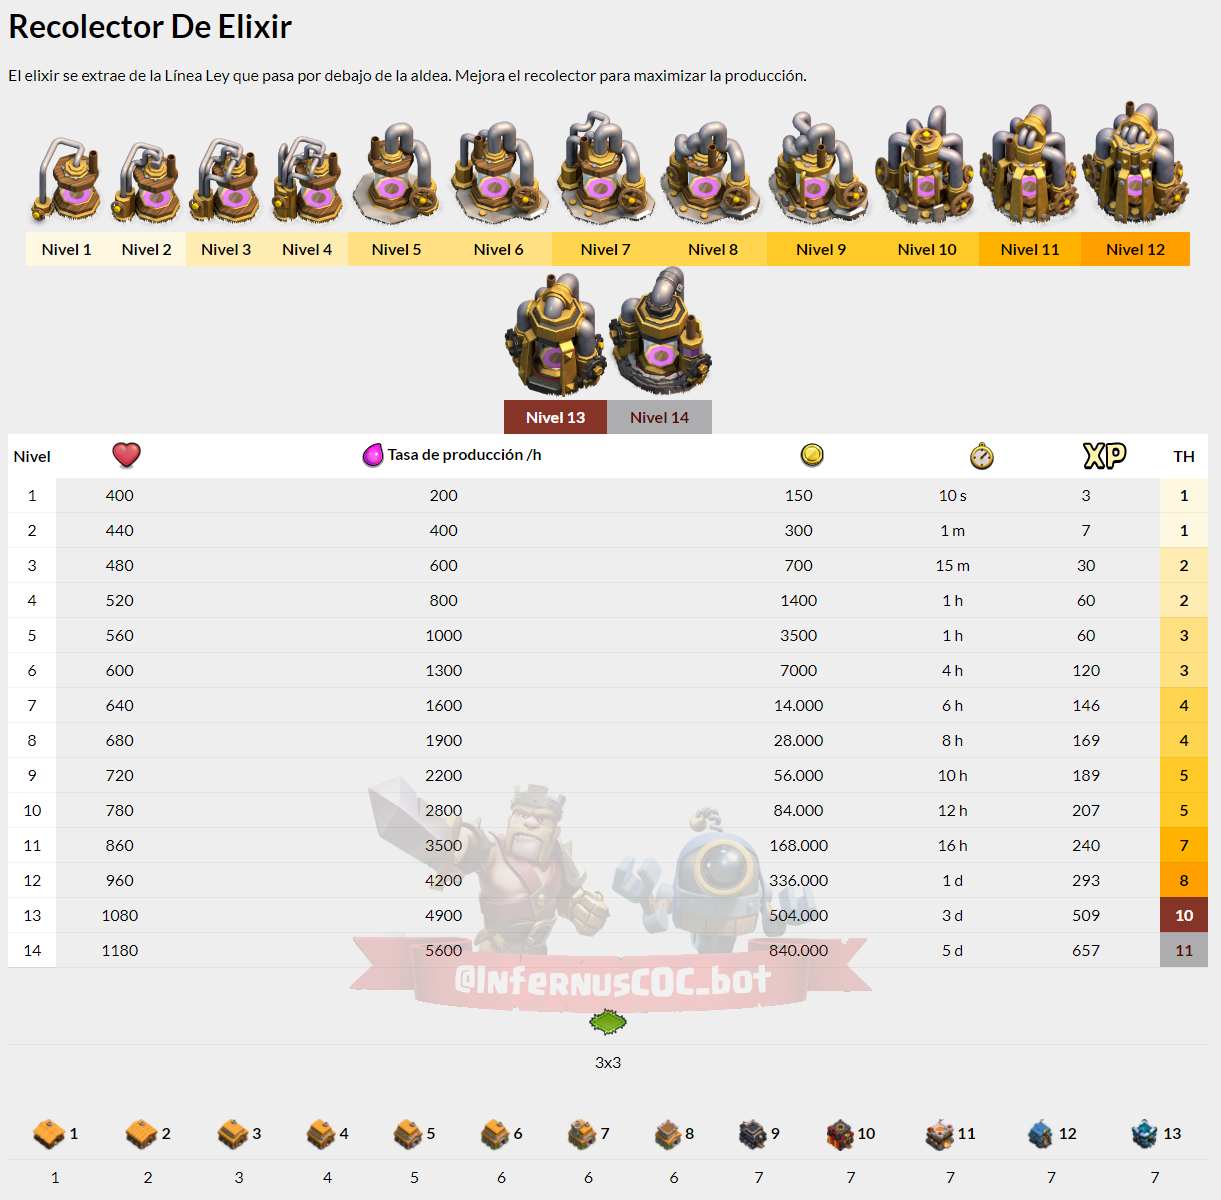 Recolector De Elixir
El elixir se extrae de la Línea Ley que pasa por debajo de la aldea. Mejora el recolector para maximizar la producción.
Nivel 1 Nivel 2 Nivel 3 Nivel 4 Nivel 5 Nivel 6 Nivel 7 Nivel 8 Nivel 9 Nivel 10 Nivel 11 Nivel 12
Nivel 13 Nivel 14
Nivel Tasa de producción /h XP TH
1 400 200 150 10 s 3 1
2 440 400 300 1 m 7 1
3 480 600 700 15 m 30 2
4 520 800 1400 1 h 60 2
5 560 1000 3500 1 h 60 3
6 600 1300 7000 4 h 120 3
7 640 1600 14.000 6 h 146 4
8 680 1900 28.000 8 h 169 4
9 720 2200 56.000 10 h 189 5
10 780 2800 84.000 12 h 207 5
11 860 3500 168.000 16 h 240 7
12 960 4200 336.000 1 d 293 8
13 1080 4900 504.000 3 d 509 10
14 1180 5600 840.000 5 d 657 11
@InfernusCOC_bot
3x3
1 2 3 4 5 6 7 8 9 10 11 12 13
1 2 3 4 5 6 6 6 7 7 7 7 7